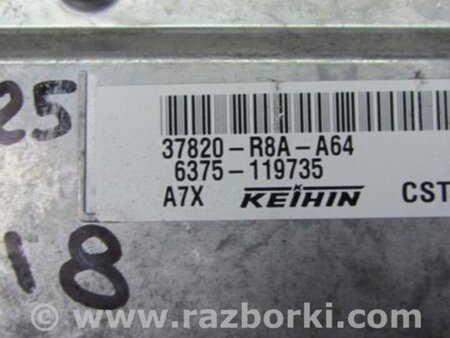 25
37820-R8A-A64
6375-119735
A7X KEIHIN CST
18
www.razborki.com